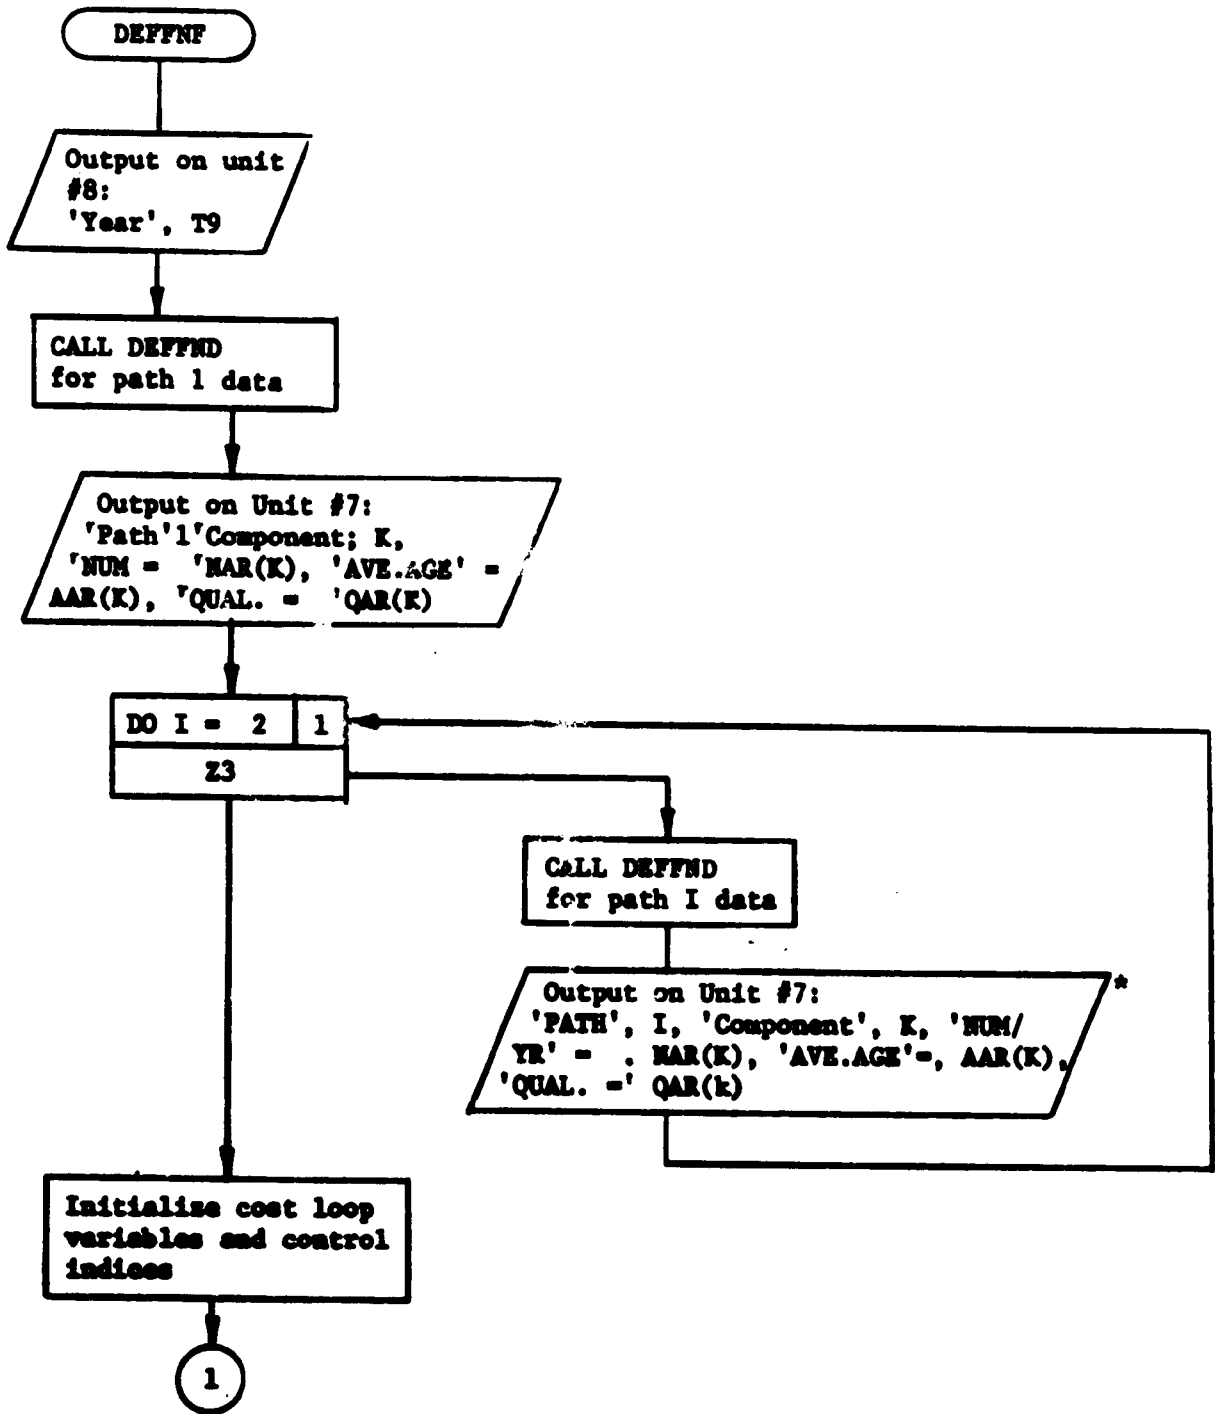 DEFFNF
Output on unit
#8:
'Year', T9
CALL DEFFND
for path 1 data
Output on Unit #7:
'Path'1'Component; K,
'NUM = 'NAR(K), 'AVE.AGE' =
AAR(K), 'QUAL. = 'QAR(K)
DO I = 2 1
Z3
CALL DEFFND
for path I data
Output on Unit #7: *
'PATH', I, 'Component', K, 'NUM/
YR' = . NAR(K), 'AVE.AGE'=, AAR(K),
'QUAL. =' QAR(k)
Initialize cost loop
variables and control
indices
1